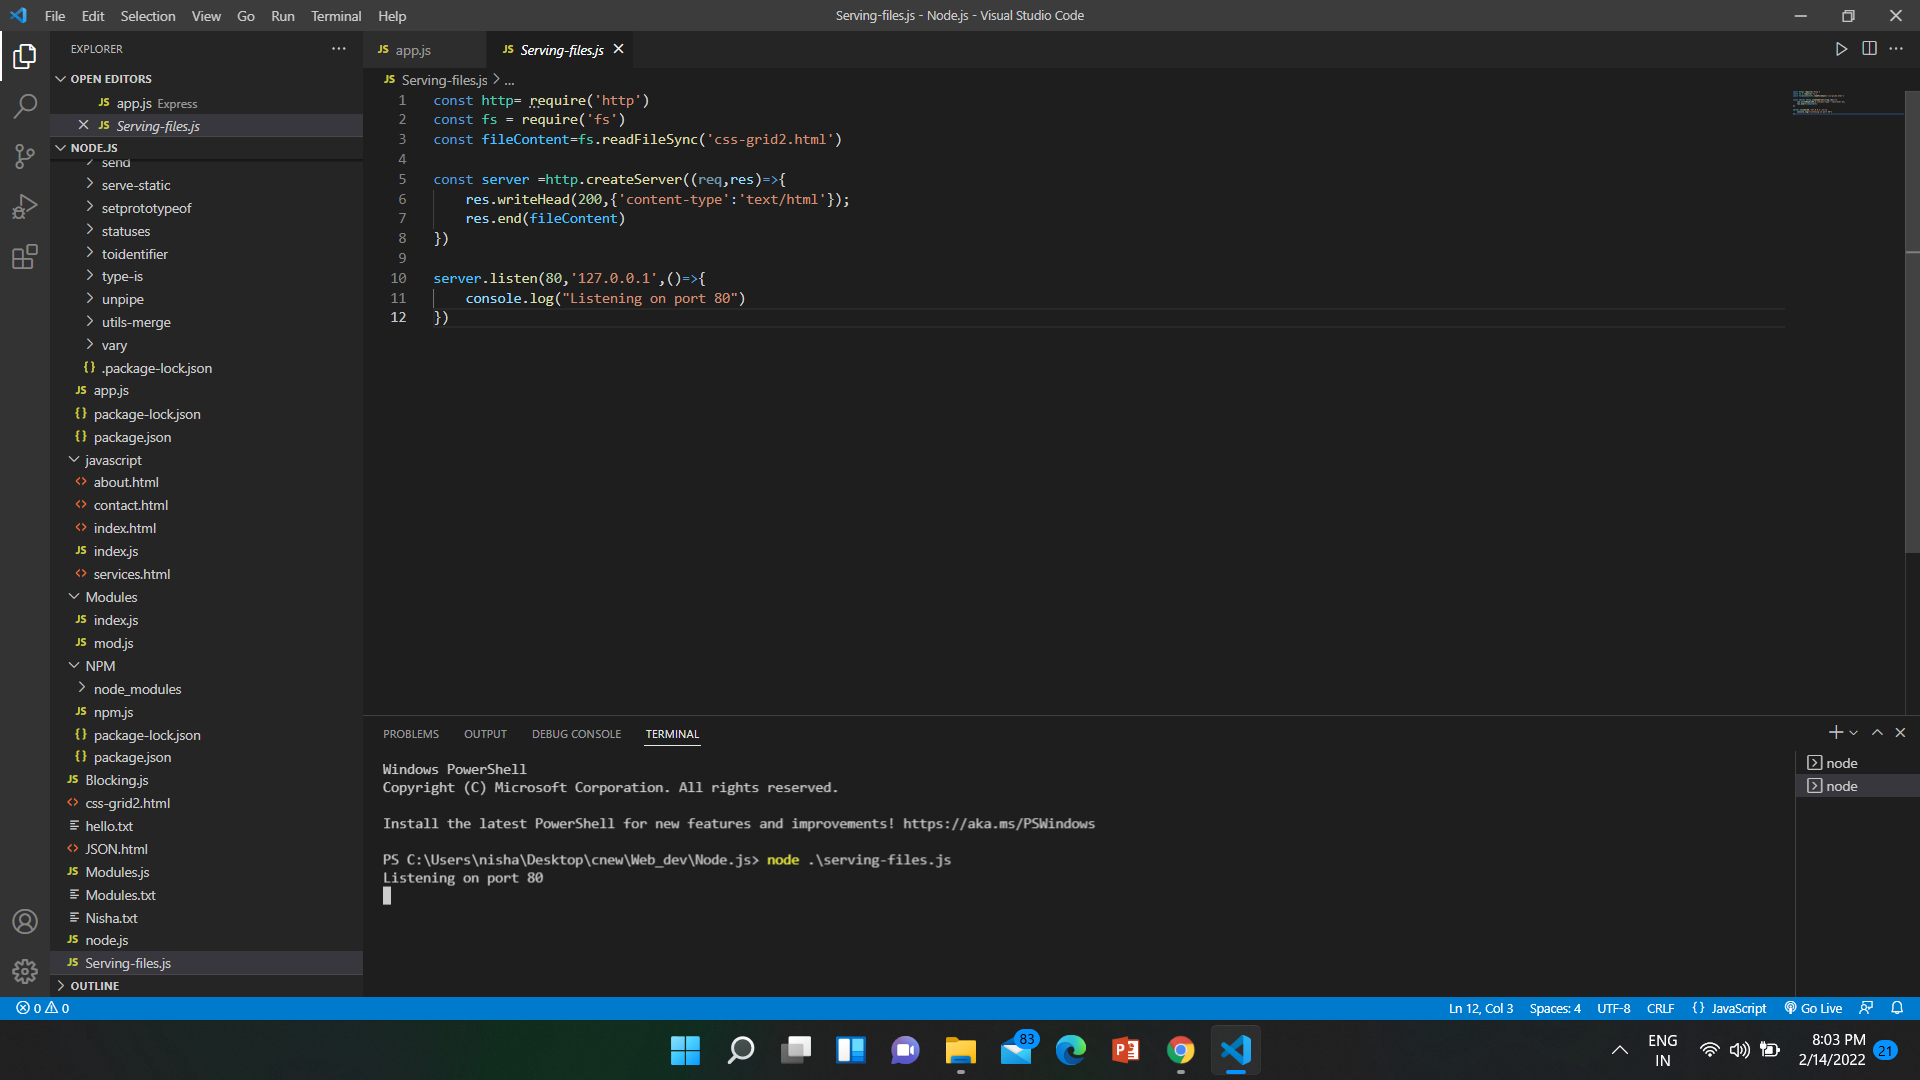 File Edit Selection View Go Run Terminal Help
Serving-files.js - Node.js - Visual Studio Code
EXPLORER
OPEN EDITORS
JS app.js Express
JS Serving-files.js
NODE.JS
send
serve-static
setprototypeof
statuses
toidentifier
type-is
unpipe
utils-merge
vary
{} .package-lock.json
JS app.js
{} package-lock.json
{} package.json
javascript
<> about.html
<> contact.html
<> index.html
JS index.js
<> services.html
Modules
JS index.js
JS mod.js
NPM
node_modules
JS npm.js
{} package-lock.json
{} package.json
JS Blocking.js
<> css-grid2.html
hello.txt
<> JSON.html
JS Modules.js
Modules.txt
Nisha.txt
JS node.js
JS Serving-files.js
OUTLINE
JS app.js
JS Serving-files.js
JS Serving-files.js > ...
1 const http= require('http')
2 const fs = require('fs')
3 const fileContent=fs.readFileSync('css-grid2.html')
4
5 const server =http.createServer((req,res)=>{
6 res.writeHead(200,{'content-type':'text/html'});
7 res.end(fileContent)
8 })
9
10 server.listen(80,'127.0.0.1',()=>{
11 console.log("Listening on port 80")
12 })
PROBLEMS OUTPUT DEBUG CONSOLE TERMINAL
Windows PowerShell
Copyright (C) Microsoft Corporation. All rights reserved.
Install the latest PowerShell for new features and improvements! https://aka.ms/PSWindows
PS C:\Users\nisha\Desktop\cnew\Web_dev\Node.js> node .\serving-files.js
Listening on port 80
node
node
0 0
Ln 12, Col 3 Spaces: 4 UTF-8 CRLF {} JavaScript Go Live
83
ENG
IN
8:03 PM
2/14/2022
21